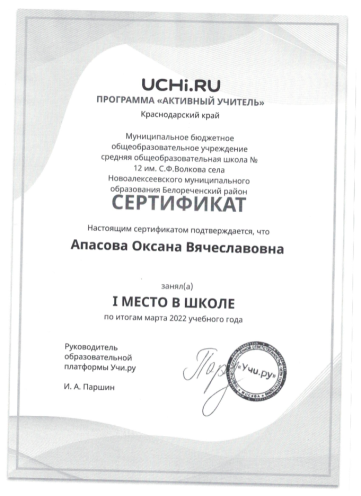 UCHi.RU
ПРОГРАММА «АКТИВНЫЙ УЧИТЕЛЬ»
Краснодарский край
Муниципальное бюджетное
общеобразовательное учреждение
средняя общеобразовательная школа №
12 им. С.Ф.Волкова села
Новоалексеевского муниципального
образования Белореченский район
СЕРТИФИКАТ
Настоящим сертификатом подтверждается, что
Апасова Оксана Вячеславовна
занял(а)
I МЕСТО В ШКОЛЕ
по итогам марта 2022 учебного года
Руководитель
образовательной
платформы Учи.ру
И. А. Паршин
«Учи.ру»